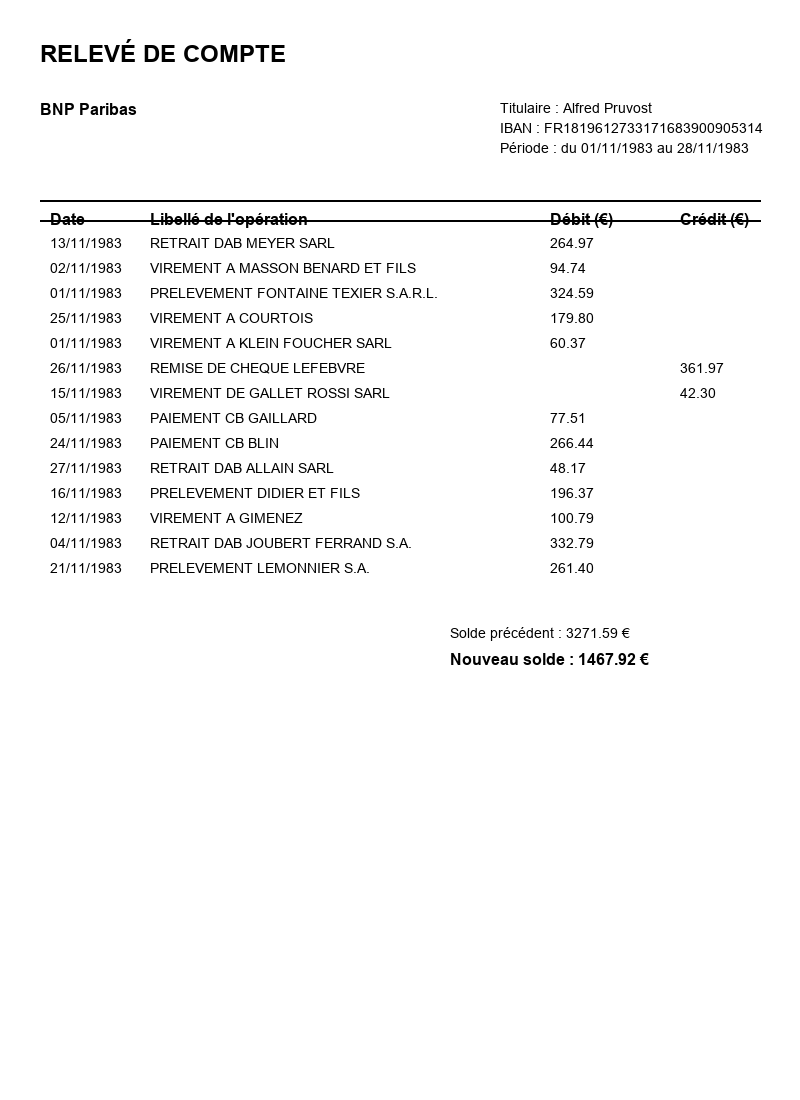 RELEVÉ DE COMPTE
BNP Paribas
Titulaire : Alfred Pruvost
IBAN : FR1819612733171683900905314
Période : du 01/11/1983 au 28/11/1983
Date Libellé de l'opération Débit (€) Crédit (€)
13/11/1983 RETRAIT DAB MEYER SARL 264.97
02/11/1983 VIREMENT A MASSON BENARD ET FILS 94.74
01/11/1983 PRELEVEMENT FONTAINE TEXIER S.A.R.L. 324.59
25/11/1983 VIREMENT A COURTOIS 179.80
01/11/1983 VIREMENT A KLEIN FOUCHER SARL 60.37
26/11/1983 REMISE DE CHEQUE LEFEBVRE 361.97
15/11/1983 VIREMENT DE GALLET ROSSI SARL 42.30
05/11/1983 PAIEMENT CB GAILLARD 77.51
24/11/1983 PAIEMENT CB BLIN 266.44
27/11/1983 RETRAIT DAB ALLAIN SARL 48.17
16/11/1983 PRELEVEMENT DIDIER ET FILS 196.37
12/11/1983 VIREMENT A GIMENEZ 100.79
04/11/1983 RETRAIT DAB JOUBERT FERRAND S.A. 332.79
21/11/1983 PRELEVEMENT LEMONNIER S.A. 261.40
Solde précédent : 3271.59 €
Nouveau solde : 1467.92 €